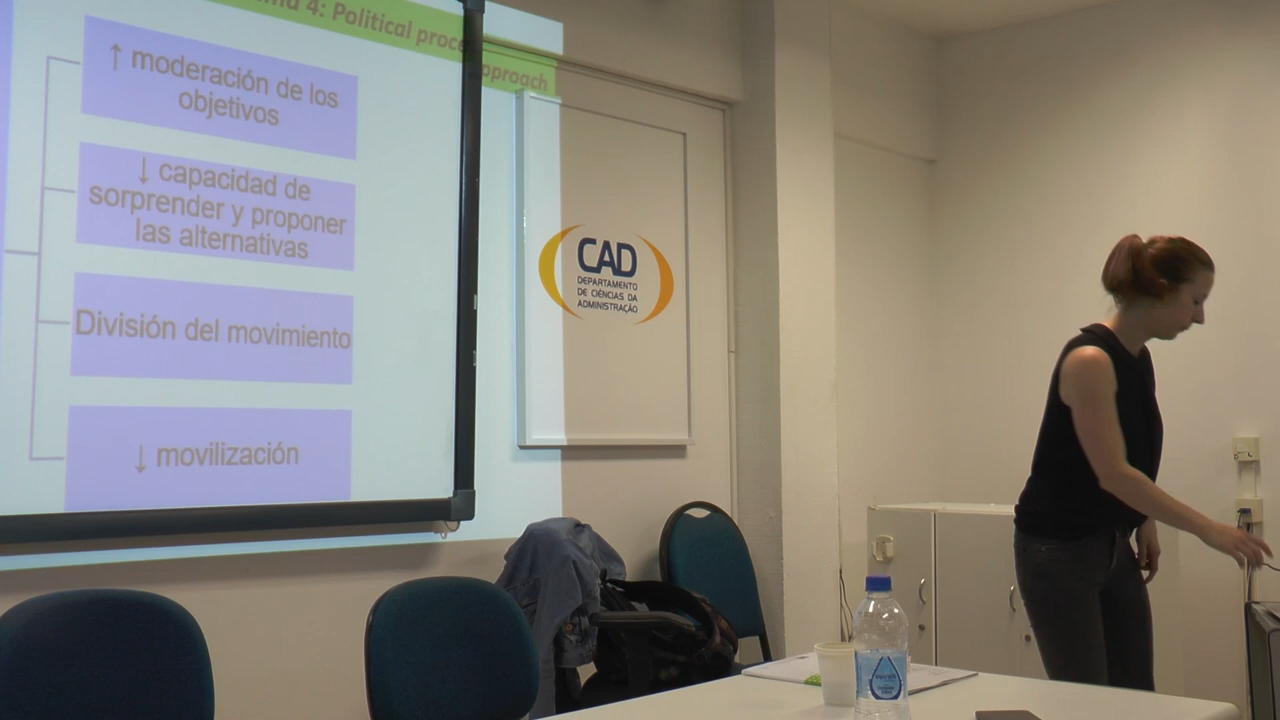 4: Political proce pproach
↑ moderación de los
objetivos
↓ capacidad de
sorprender y proponer
las alternativas
División del movimiento
↓ movilización
CAD
DEPARTAMENTO
DE CIÊNCIAS DA
ADMINISTRAÇÃO